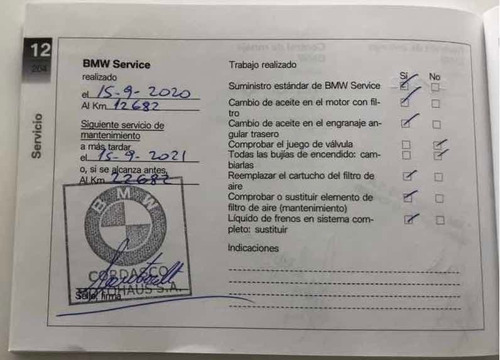 12
204
Servicio
BMW Service
realizado
el 15-9-2020
Al Km. 12682
Siguiente servicio de
mantenimiento
a más tardar
el 15-9-2021
o, si se alcanza antes,
Al Km. 22682
BMW
CORDASCO
MOTOHAUS S.A.
Sello, firma
Trabajo realizado
Sí No
Suministro estándar de BMW Service
Cambio de aceite en el motor con fil-
tro
Cambio de aceite en el engranaje an-
gular trasero
Comprobar el juego de válvula
Todas las bujías de encendido: cam-
biarlas
Reemplazar el cartucho del filtro de
aire
Comprobar o sustituir elemento de
filtro de aire (mantenimiento)
Líquido de frenos en sistema com-
pleto: sustituir
Indicaciones